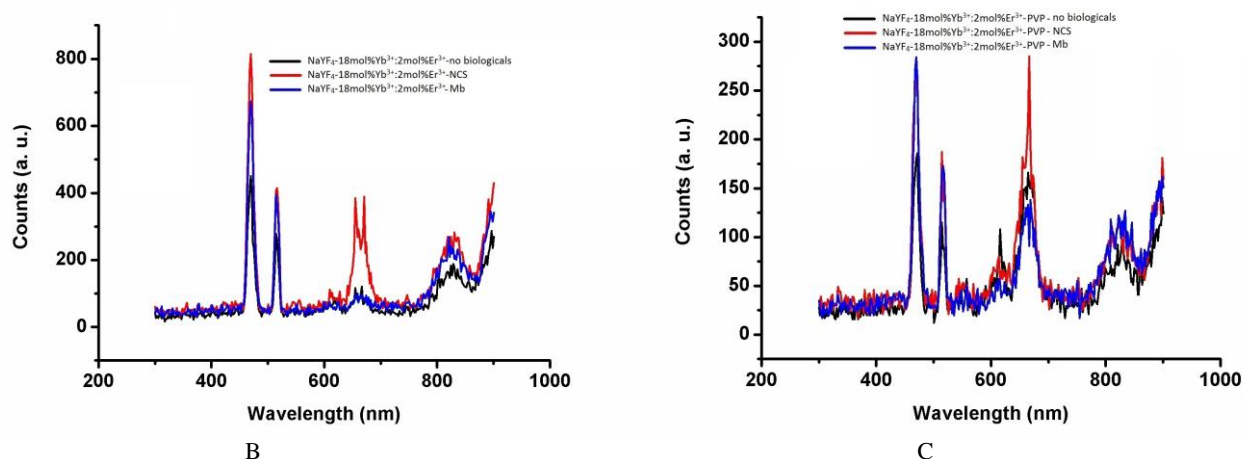 NaYF₄-18mol%Yb³⁺:2mol%Er³⁺-no biologicals
NaYF₄-18mol%Yb³⁺:2mol%Er³⁺-NCS
NaYF₄-18mol%Yb³⁺:2mol%Er³⁺- Mb
800
600
400
200
0
Counts (a. u.)
200
400
600
800
1000
Wavelength (nm)
B
NaYF₄-18mol%Yb³⁺:2mol%Er³⁺-PVP - no biologicals
NaYF₄-18mol%Yb³⁺:2mol%Er³⁺-PVP - NCS
NaYF₄-18mol%Yb³⁺:2mol%Er³⁺-PVP - Mb
300
250
200
150
100
50
0
Counts (a. u.)
200
400
600
800
1000
Wavelength (nm)
C